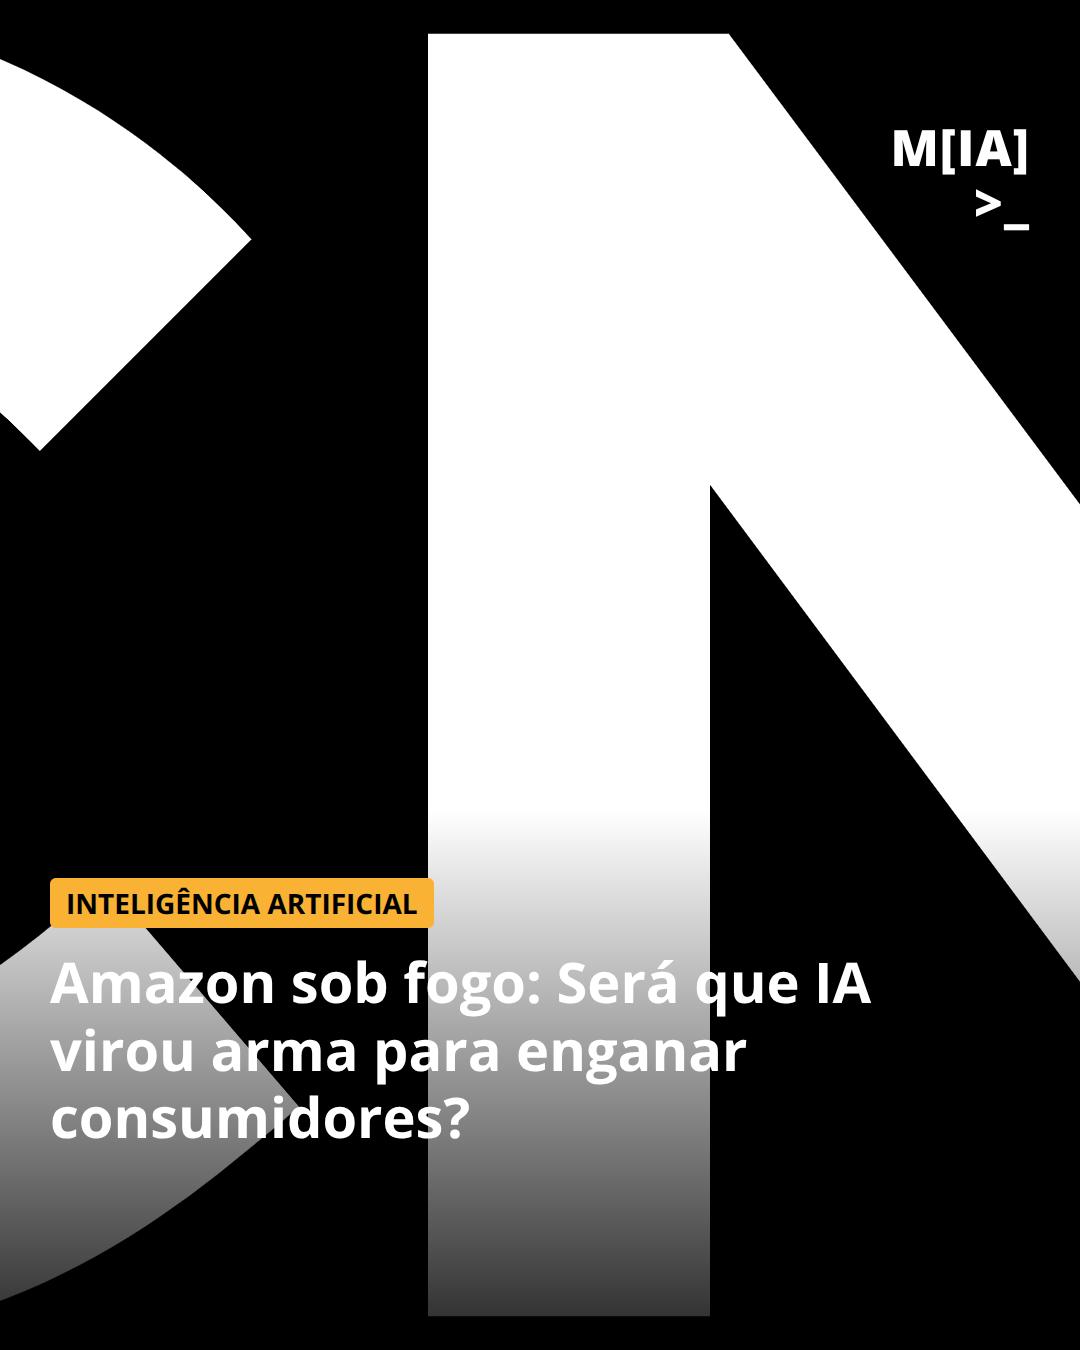 M[IA]
>_
INTELIGÊNCIA ARTIFICIAL
Amazon sob fogo: Será que IA
virou arma para enganar
consumidores?